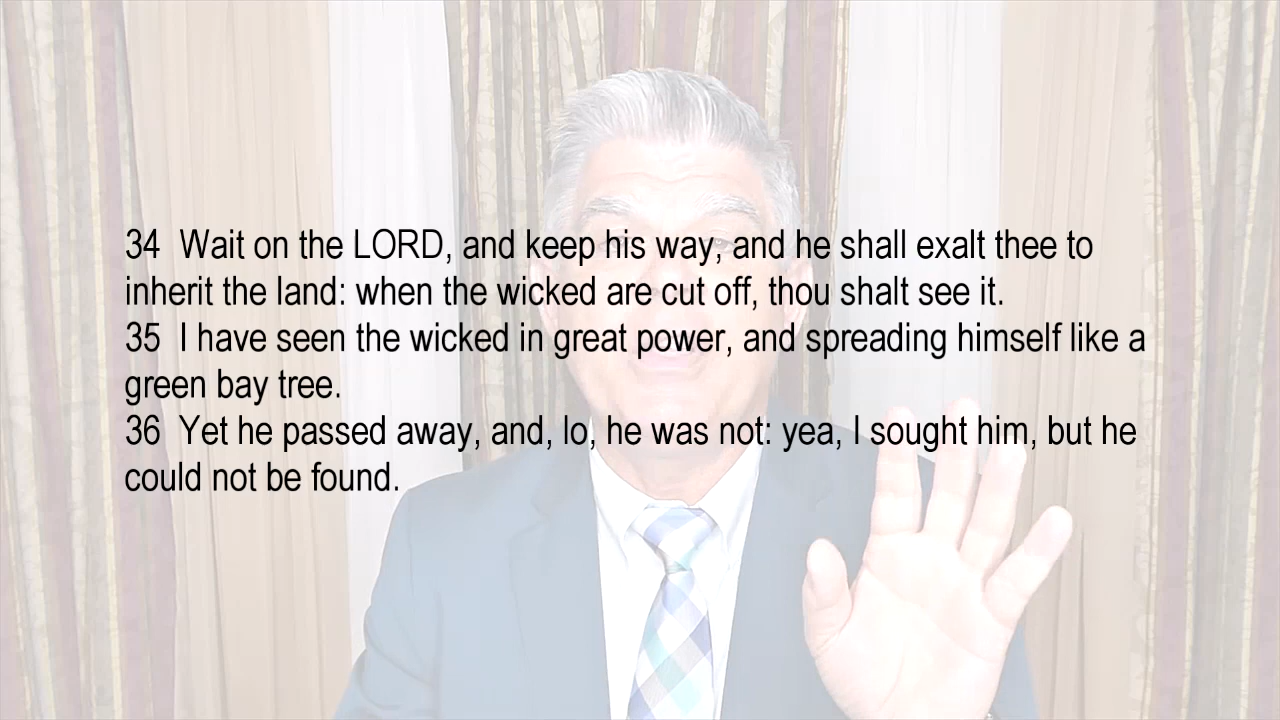 34  Wait on the LORD, and keep his way, and he shall exalt thee to
inherit the land: when the wicked are cut off, thou shalt see it.
35  I have seen the wicked in great power, and spreading himself like a
green bay tree.
36  Yet he passed away, and, lo, he was not: yea, I sought him, but he
could not be found.